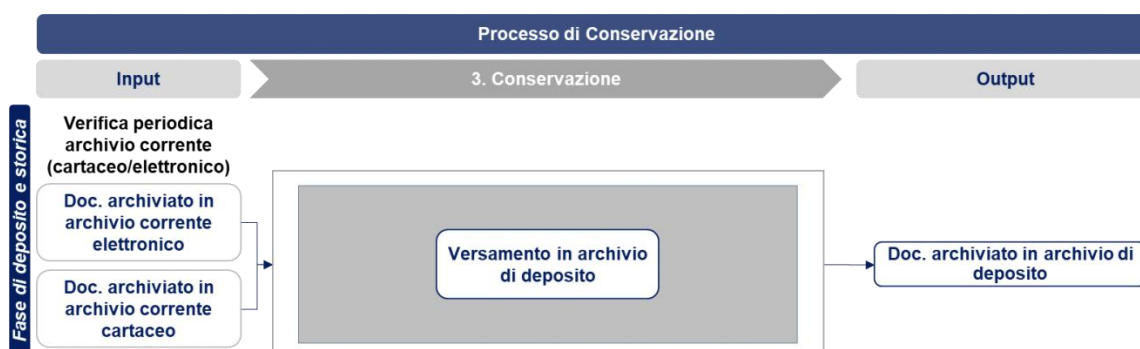 Processo di Conservazione
Input
3. Conservazione
Output
Fase di deposito e storica
Verifica periodica
archivio corrente
(cartaceo/elettronico)
Doc. archiviato in
archivio corrente
elettronico
Doc. archiviato in
archivio corrente
cartaceo
Versamento in archivio
di deposito
Doc. archiviato in archivio di
deposito